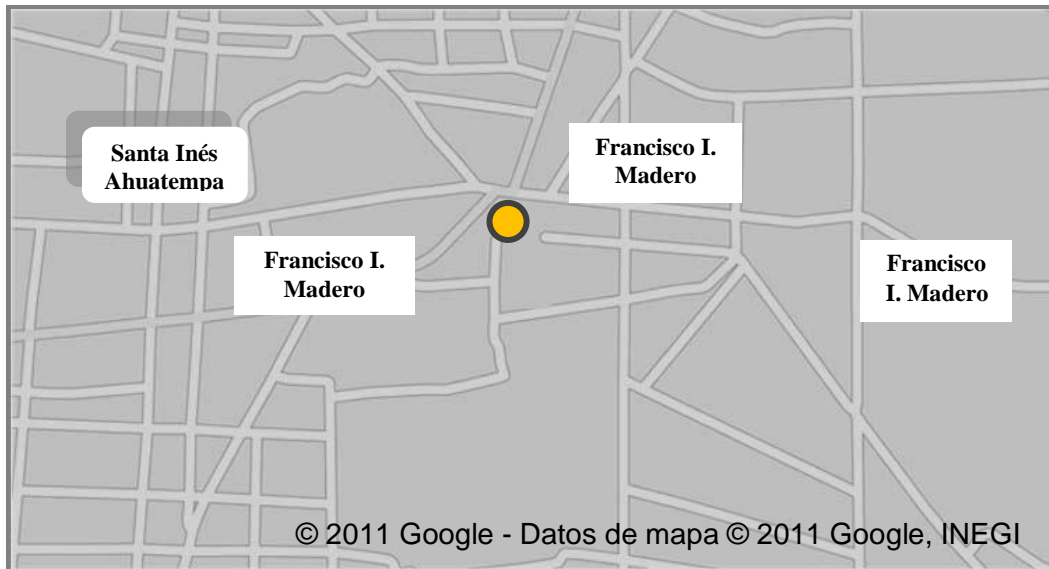 Santa Inés
Ahuatempa
Francisco I.
Madero
Francisco I.
Madero
Francisco
I. Madero
© 2011 Google - Datos de mapa © 2011 Google, INEGI